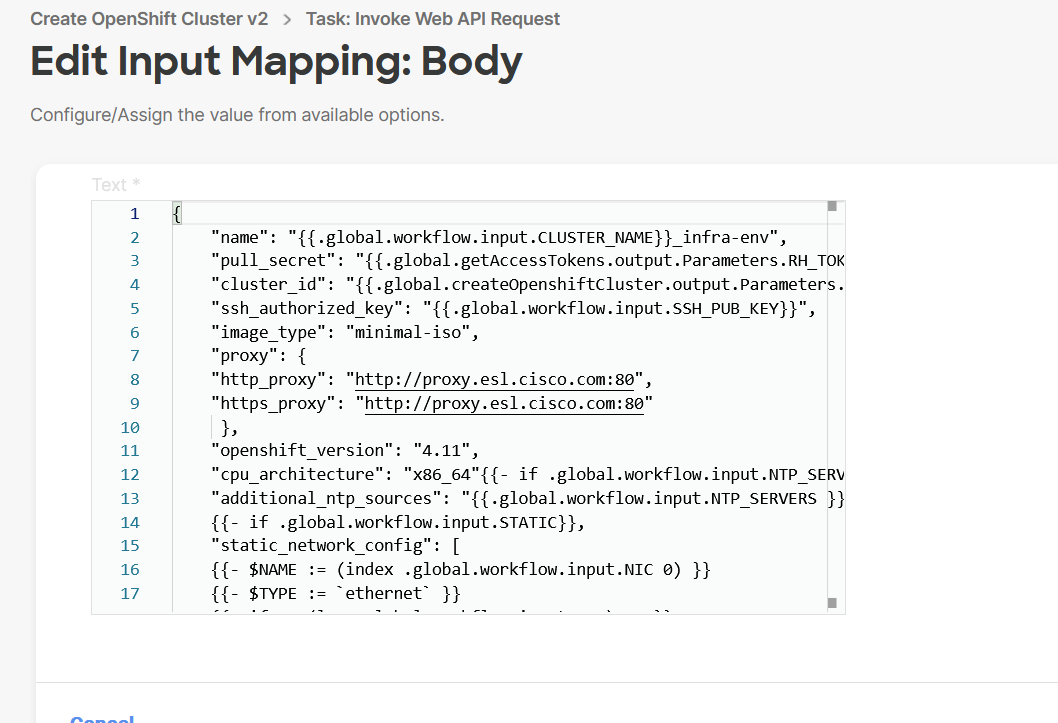 Create OpenShift Cluster v2 > Task: Invoke Web API Request
Edit Input Mapping: Body
Configure/Assign the value from available options.
Text *
1 {
2 "name": "{{.global.workflow.input.CLUSTER_NAME}}_infra-env",
3 "pull_secret": "{{.global.getAccessTokens.output.Parameters.RH_TOK
4 "cluster_id": "{{.global.createOpenshiftCluster.output.Parameters.
5 "ssh_authorized_key": "{{.global.workflow.input.SSH_PUB_KEY}}",
6 "image_type": "minimal-iso",
7 "proxy": {
8 "http_proxy": "http://proxy.esl.cisco.com:80",
9 "https_proxy": "http://proxy.esl.cisco.com:80"
10 },
11 "openshift_version": "4.11",
12 "cpu_architecture": "x86_64"{{- if .global.workflow.input.NTP_SERV
13 "additional_ntp_sources": "{{.global.workflow.input.NTP_SERVERS }}
14 {{- if .global.workflow.input.STATIC}},
15 "static_network_config": [
16 {{- $NAME := (index .global.workflow.input.NIC 0) }}
17 {{- $TYPE := `ethernet` }}
Cancel